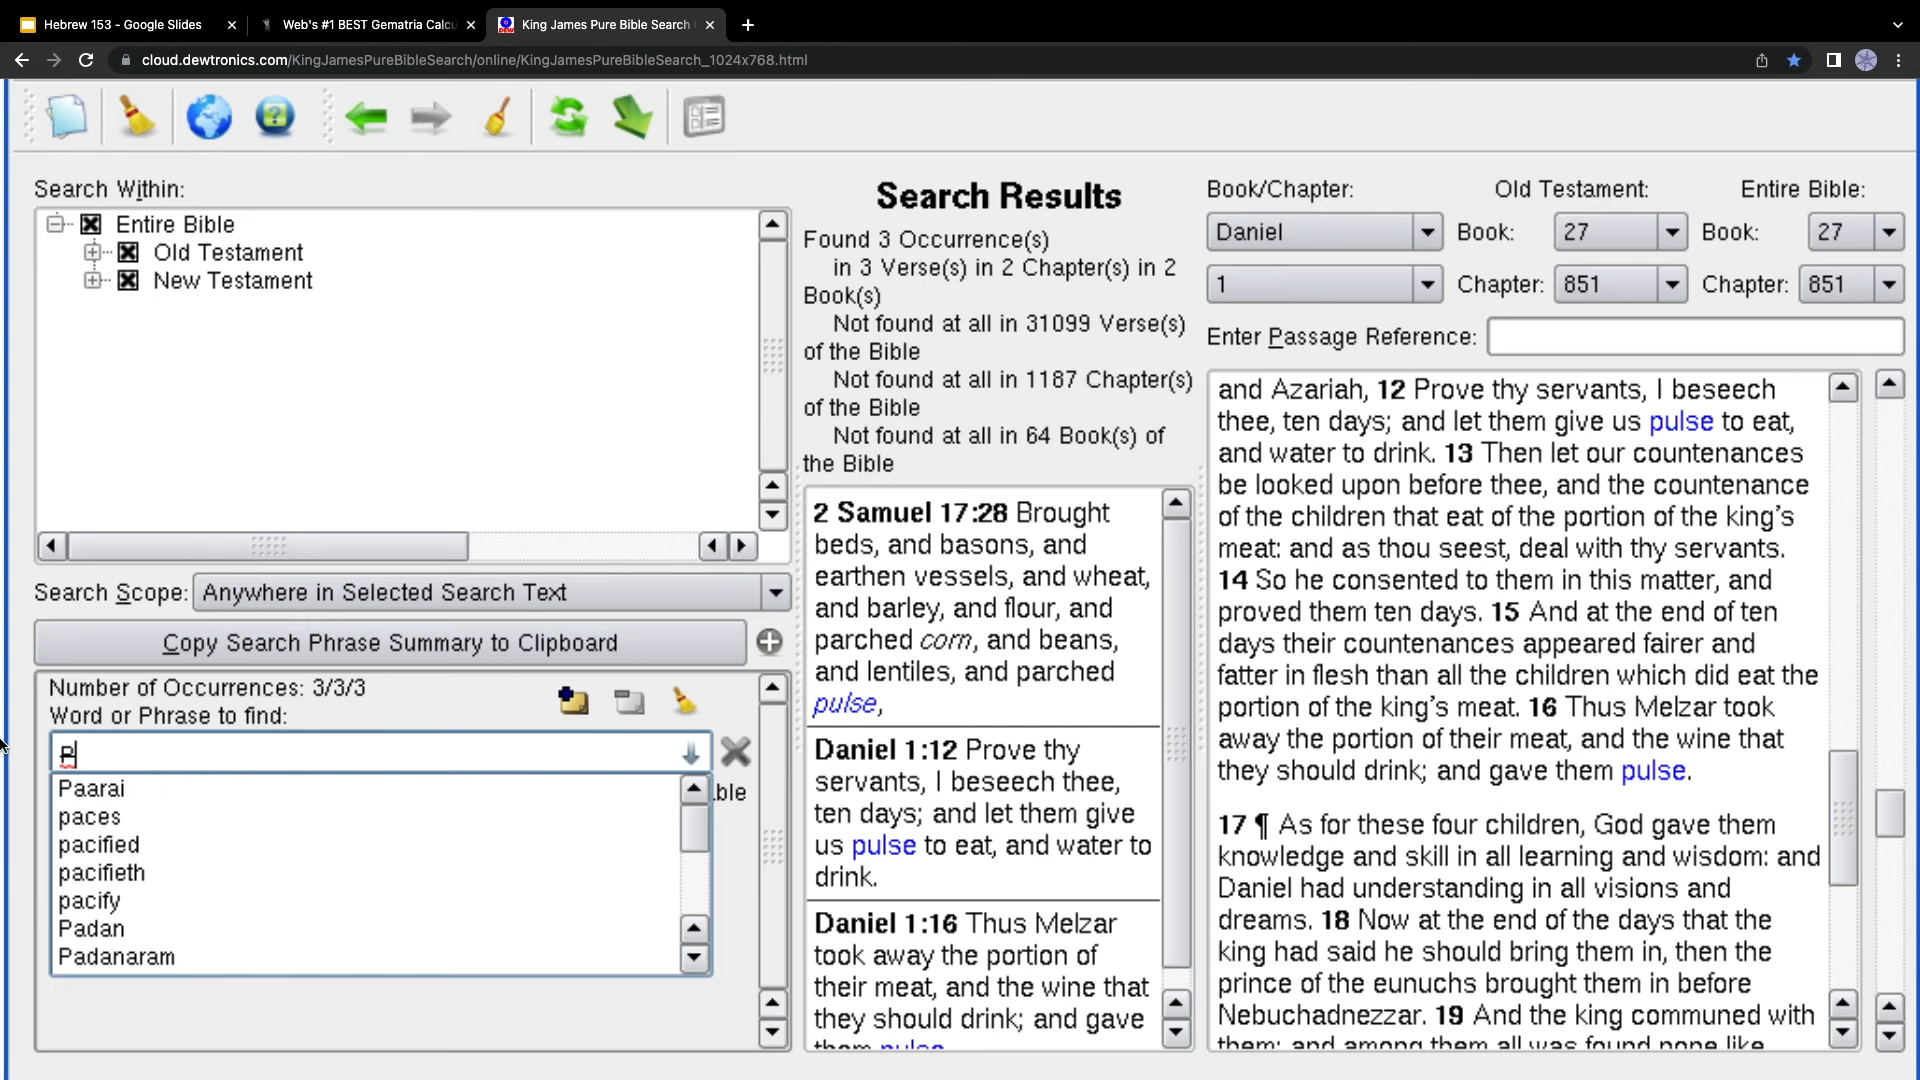 Hebrew 153 - Google Slides
Web's #1 BEST Gematria Calcu
King James Pure Bible Search
cloud.dewtronics.com/KingJamesPureBibleSearch/online/KingJamesPureBibleSearch_1024x768.html
Search Within:
Entire Bible
Old Testament
New Testament
Search Scope: Anywhere in Selected Search Text
Copy Search Phrase Summary to Clipboard
Number of Occurrences: 3/3/3
Word or Phrase to find:
P
Paarai
paces
pacified
pacifieth
pacify
Padan
Padanaram
Search Results
Found 3 Occurrence(s)
in 3 Verse(s) in 2 Chapter(s) in 2
Book(s)
Not found at all in 31099 Verse(s)
of the Bible
Not found at all in 1187 Chapter(s)
of the Bible
Not found at all in 64 Book(s) of
the Bible
2 Samuel 17:28 Brought
beds, and basons, and
earthen vessels, and wheat,
and barley, and flour, and
parched corn, and beans,
and lentiles, and parched
pulse,
Daniel 1:12 Prove thy
servants, I beseech thee,
ten days; and let them give
us pulse to eat, and water to
drink.
Daniel 1:16 Thus Melzar
took away the portion of
their meat, and the wine that
they should drink; and gave
them pulse
Book/Chapter:
Old Testament:
Entire Bible:
Daniel
Book: 27
Book: 27
1
Chapter: 851
Chapter: 851
Enter Passage Reference:
and Azariah, 12 Prove thy servants, I beseech
thee, ten days; and let them give us pulse to eat,
and water to drink. 13 Then let our countenances
be looked upon before thee, and the countenance
of the children that eat of the portion of the king's
meat: and as thou seest, deal with thy servants.
14 So he consented to them in this matter, and
proved them ten days. 15 And at the end of ten
days their countenances appeared fairer and
fatter in flesh than all the children which did eat the
portion of the king's meat. 16 Thus Melzar took
away the portion of their meat, and the wine that
they should drink; and gave them pulse.
17 ¶ As for these four children, God gave them
knowledge and skill in all learning and wisdom: and
Daniel had understanding in all visions and
dreams. 18 Now at the end of the days that the
king had said he should bring them in, then the
prince of the eunuchs brought them in before
Nebuchadnezzar. 19 And the king communed with
them; and among them all was found none like